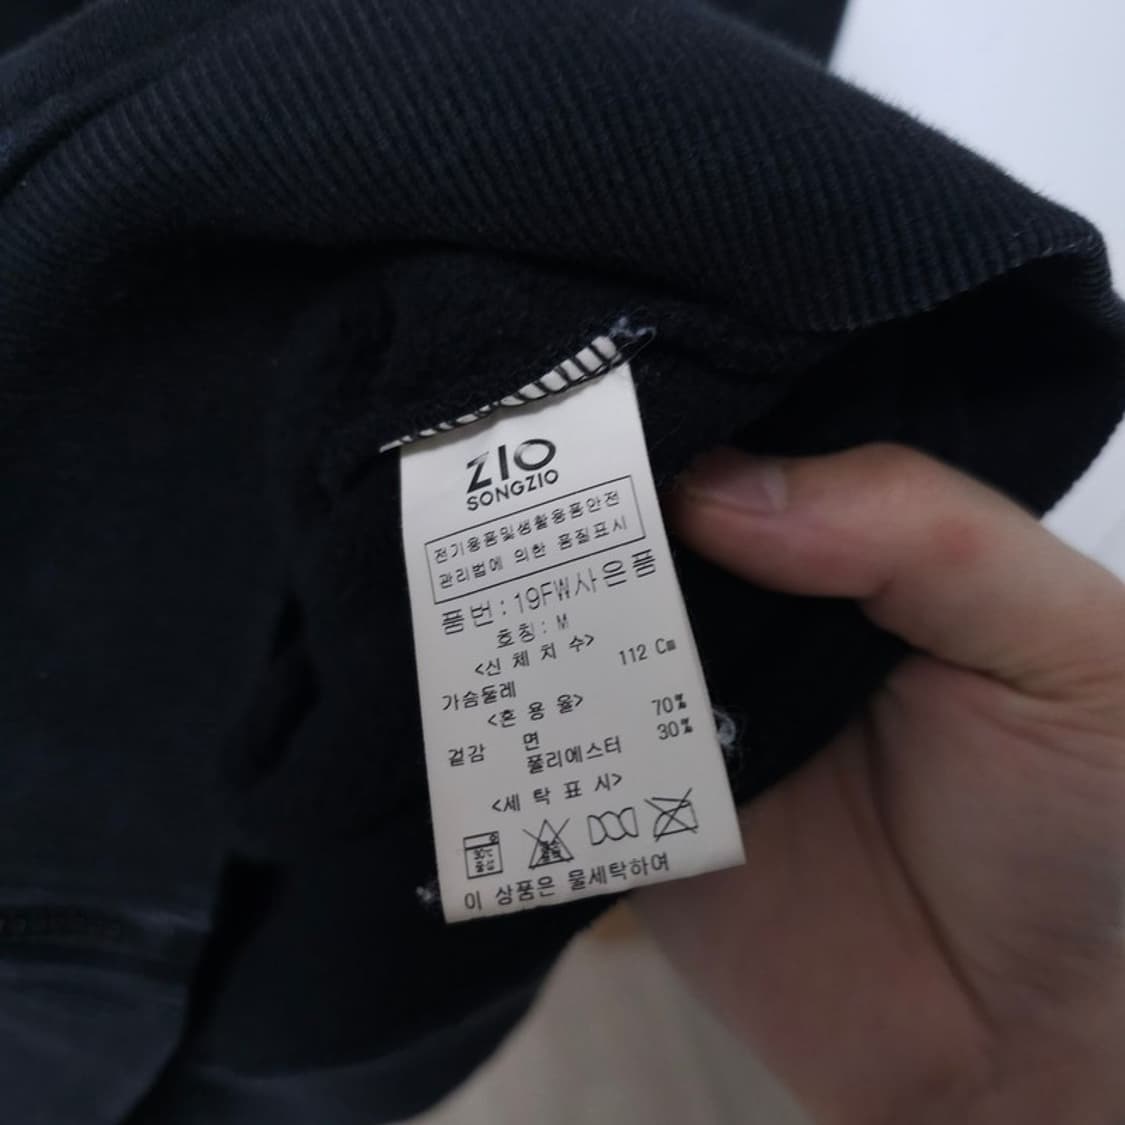 ZIO
SONGZIO
전기용품및생활용품안전
관리법에 의한 품질표시
품번:19FW사은품
호칭: M
<신 체 치 수>
가슴둘레 112 Cm
<혼 용 율>
겉감 면 70%
폴리에스터 30%
<세 탁 표 시>
이 상품은 물세탁하여